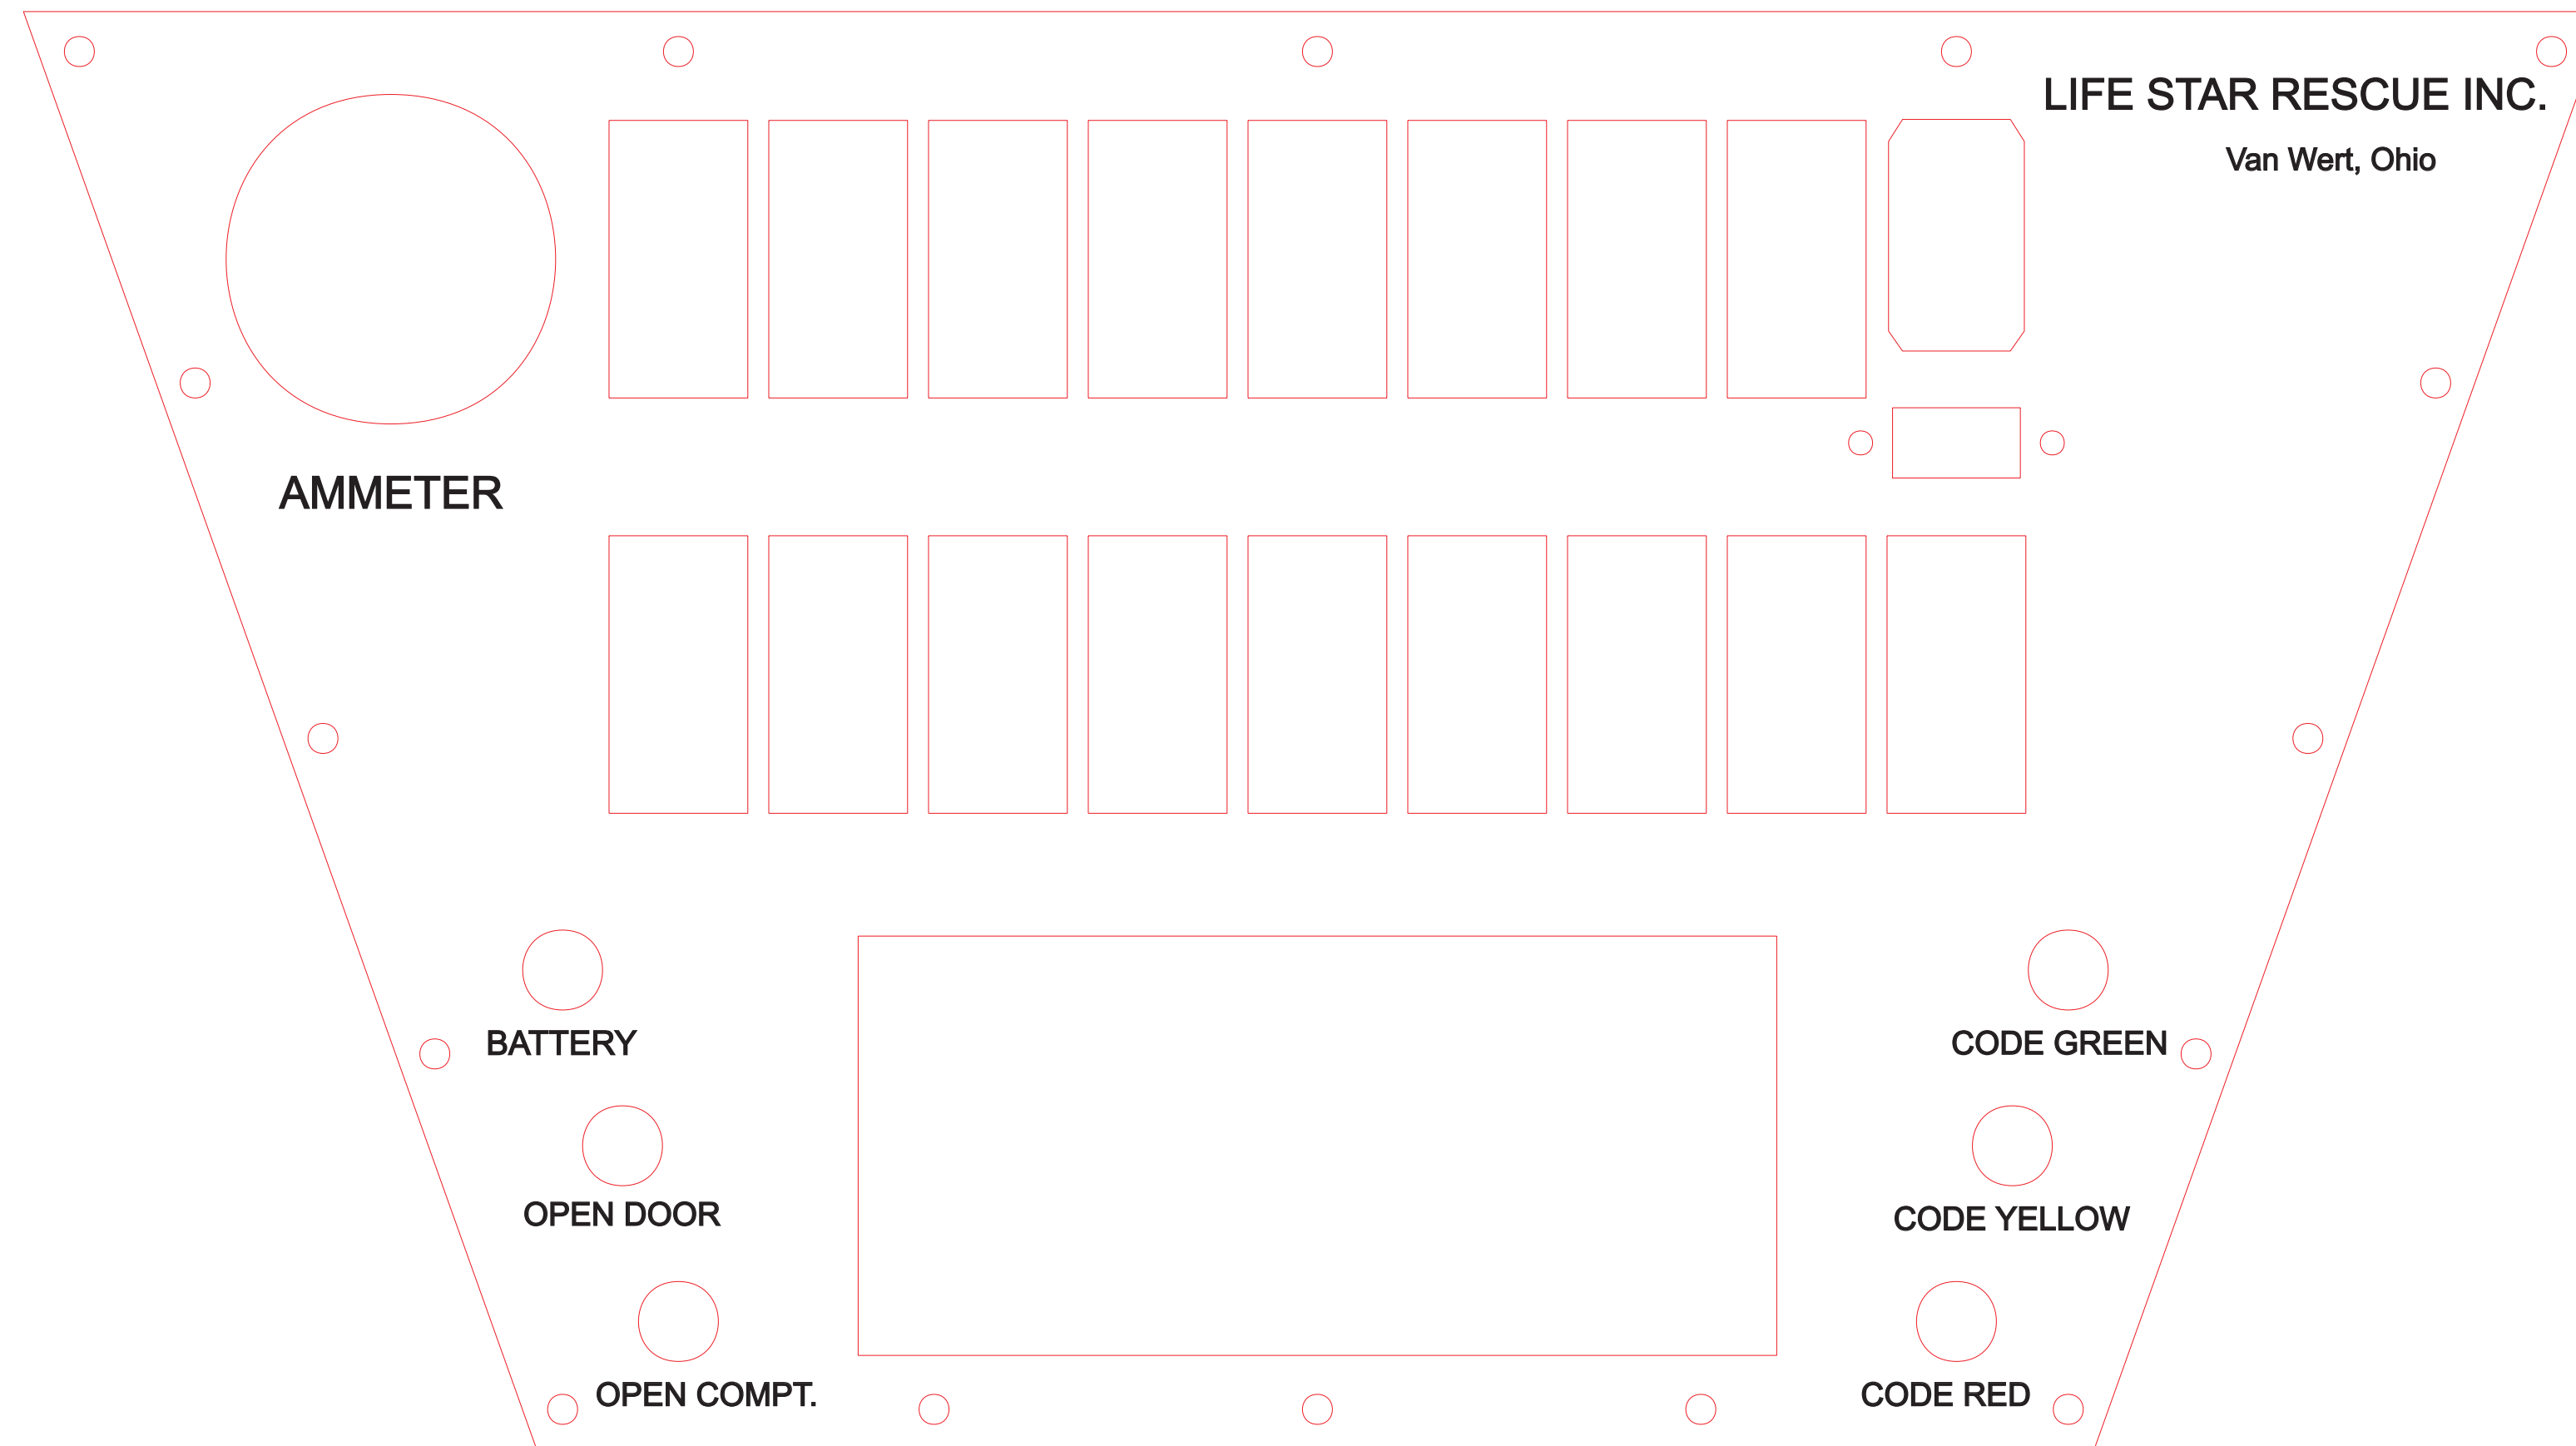 LIFE STAR RESCUE INC.
Van Wert, Ohio
AMMETER
BATTERY
CODE GREEN
OPEN DOOR
CODE YELLOW
OPEN COMPT.
CODE RED